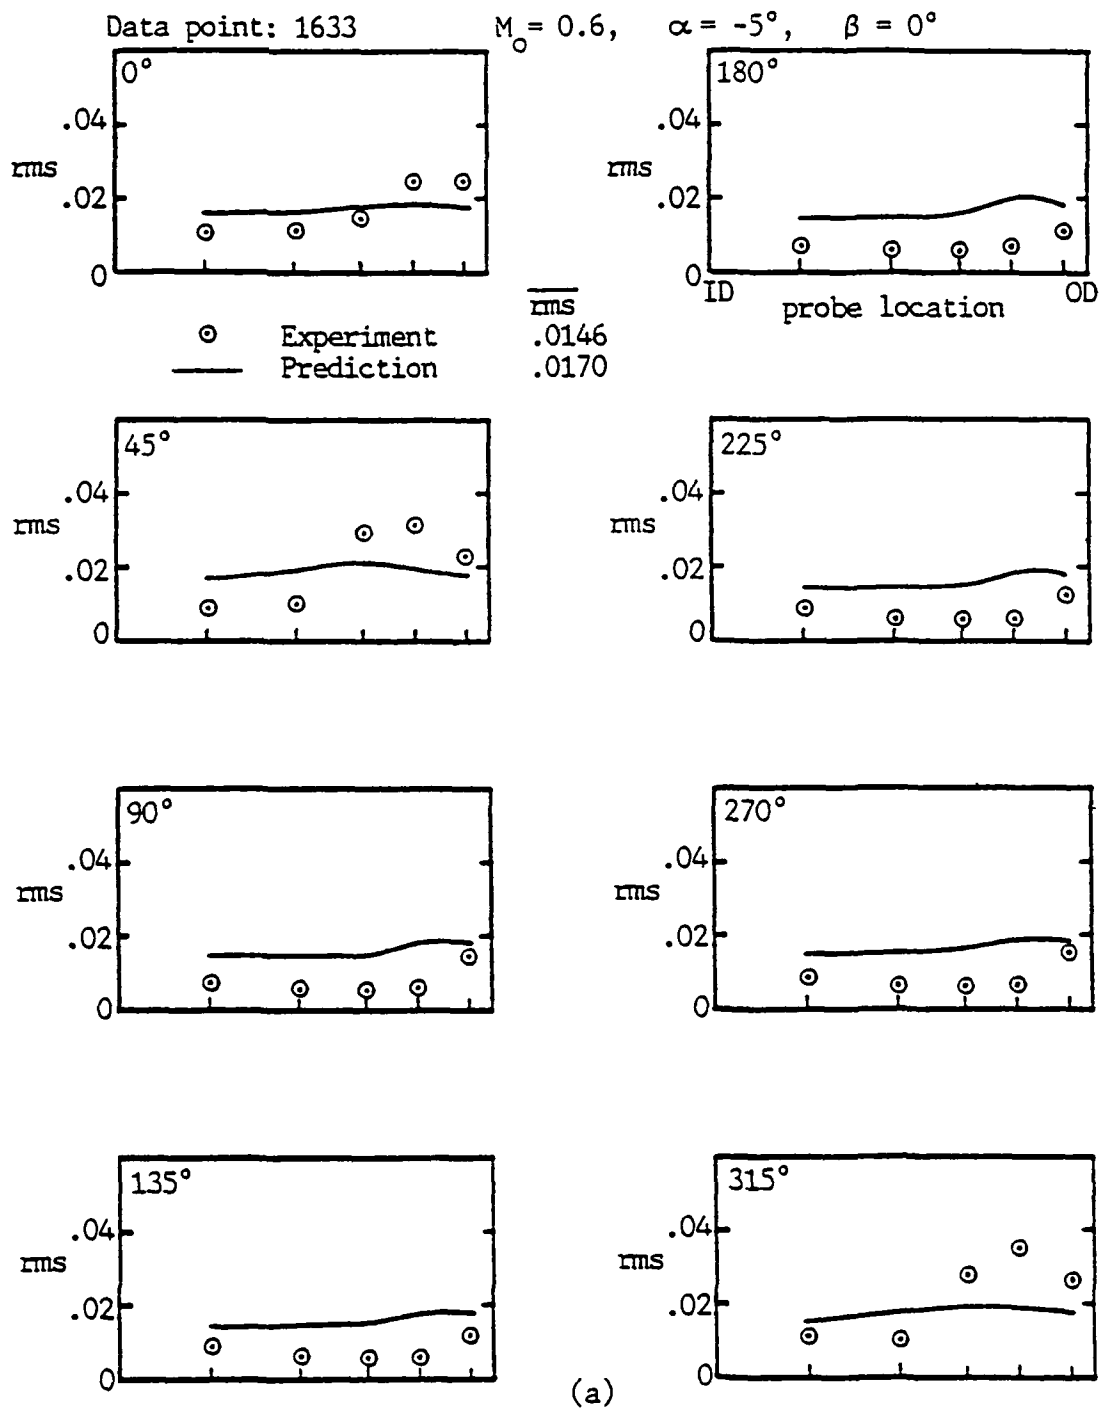 Data point: 1633 M₀ = 0.6, α = -5°, β = 0°
0°
.04
rms
.02
0
180°
.04
rms
.02
0
ID probe location OD
rms
Experiment .0146
Prediction .0170
45°
.04
rms
.02
0
225°
.04
rms
.02
0
90°
.04
rms
.02
0
270°
.04
rms
.02
0
135°
.04
rms
.02
0
315°
.04
rms
.02
0
(a)